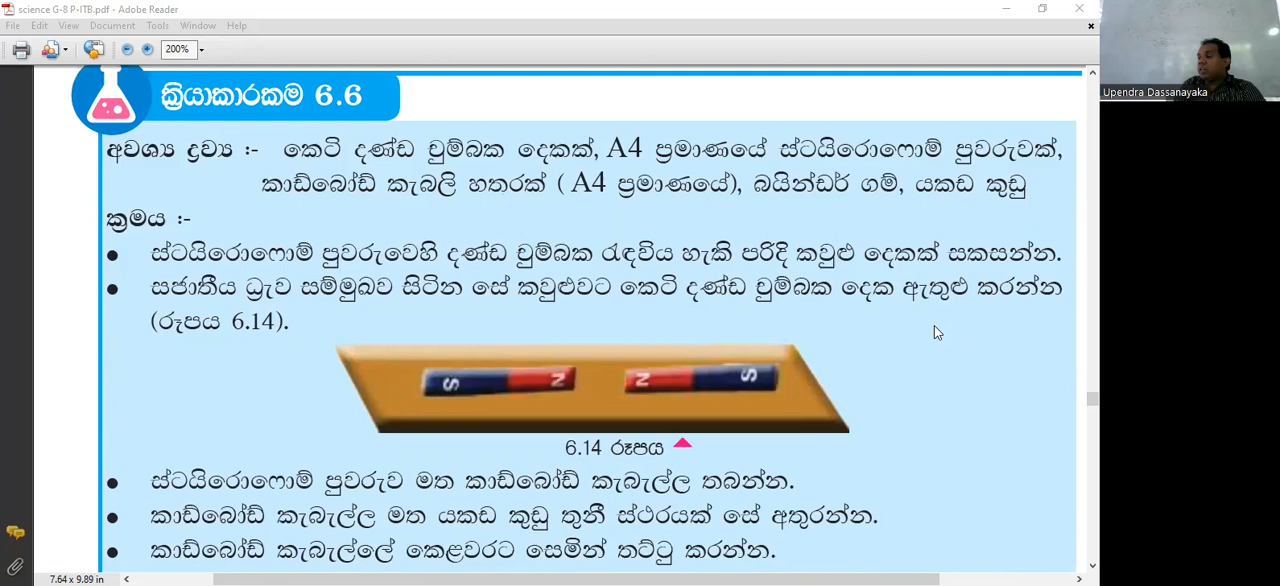 science G-8 P-ITB.pdf - Adobe Reader
File Edit View Document Tools Window Help
200%
Upendra Dassanayaka
ක්‍රියාකාරකම 6.6
අවශ්‍ය ද්‍රව්‍ය :- කෙටි දණ්ඩ චුම්බක දෙකක්, A4 ප්‍රමාණයේ ස්ටයිරොෆොම් පුවරුවක්,
කාඩ්බෝඩ් කැබලි හතරක් ( A4 ප්‍රමාණයේ), බයින්ඩර් ගම්, යකඩ කුඩු
ක්‍රමය :-
● ස්ටයිරොෆොම් පුවරුවෙහි දණ්ඩ චුම්බක රැඳවිය හැකි පරිදි කවුළු දෙකක් සකසන්න.
● සජාතීය ධ්‍රැව සම්මුඛව සිටින සේ කවුළුවට කෙටි දණ්ඩ චුම්බක දෙක ඇතුළු කරන්න
(රූපය 6.14).
S N N S
6.14 රූපය
● ස්ටයිරොෆොම් පුවරුව මත කාඩ්බෝඩ් කැබැල්ල තබන්න.
● කාඩ්බෝඩ් කැබැල්ල මත යකඩ කුඩු තුනී ස්ථරයක් සේ අතුරන්න.
● කාඩ්බෝඩ් කැබැල්ලේ කෙළවරට සෙමින් තට්ටු කරන්න.
7.64 x 9.89 in